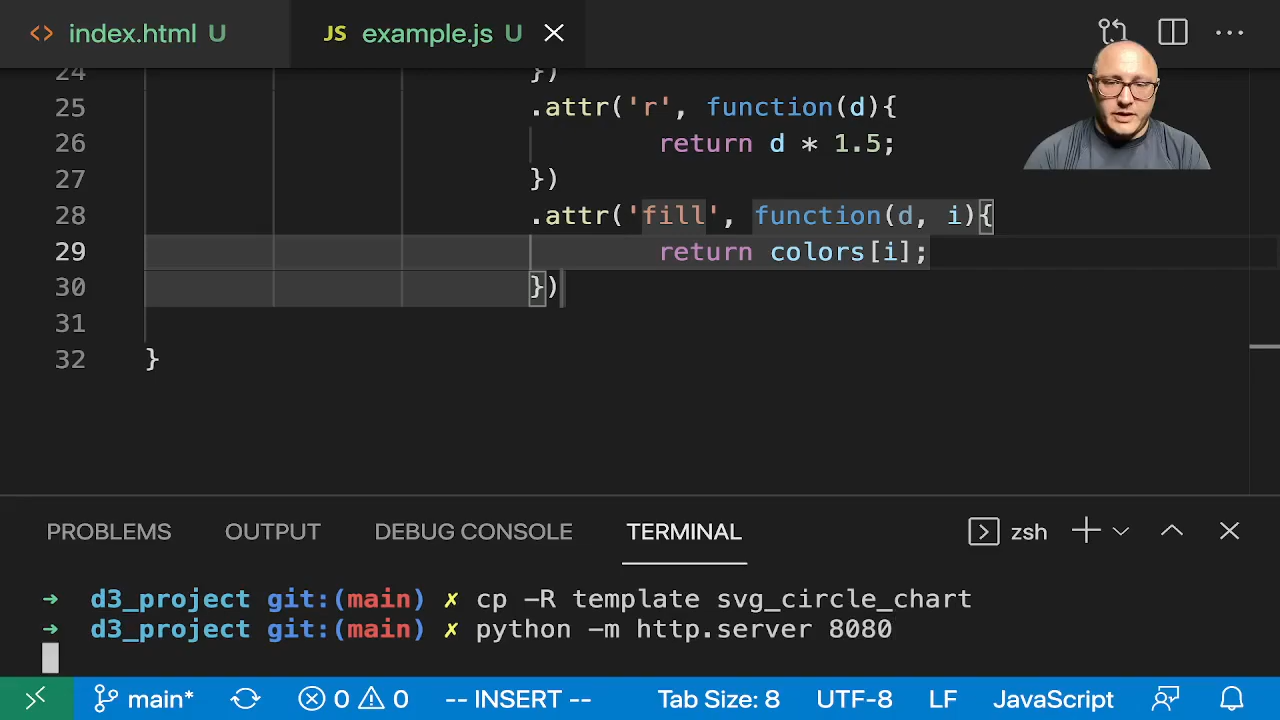 index.html U JS example.js U
24 })
25 .attr('r', function(d){
26 return d * 1.5;
27 })
28 .attr('fill', function(d, i){
29 return colors[i];
30 })
31
32 }
PROBLEMS OUTPUT DEBUG CONSOLE TERMINAL zsh
→ d3_project git:(main) ✗ cp -R template svg_circle_chart
→ d3_project git:(main) ✗ python -m http.server 8080
main* 0 0 -- INSERT -- Tab Size: 8 UTF-8 LF JavaScript